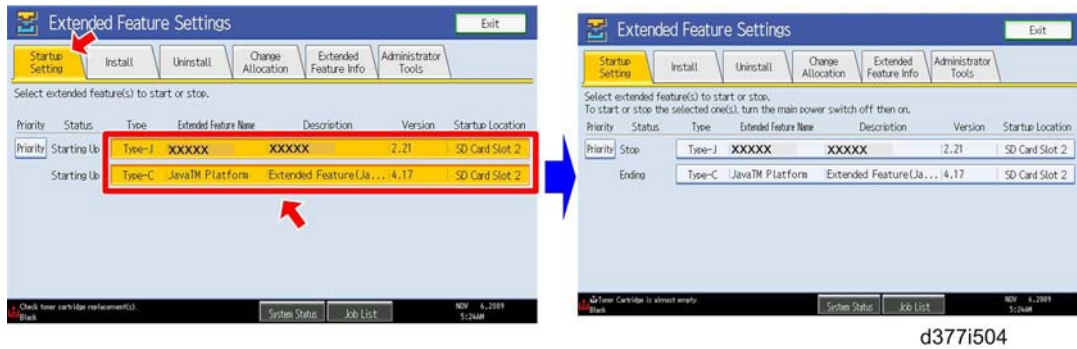 Extended Feature Settings
Exit
Startup Setting
Install
Uninstall
Change Allocation
Extended Feature Info
Administrator Tools
Select extended feature(s) to start or stop.
Priority Status Type Extended Feature Name Description Version Startup Location
Priority Starting Up Type-J XXXXX XXXXX 2.21 SD Card Slot 2
Starting Up Type-C JavaTM Platform Extended Feature(Ja... 4.17 SD Card Slot 2
Check toner cartridge replacement(s).
Black
System Status
Job List
NOV 6.2009
5:24AM
Extended Feature Settings
Exit
Startup Setting
Install
Uninstall
Change Allocation
Extended Feature Info
Administrator Tools
Select extended feature(s) to start or stop.
To start or stop the selected one(s), turn the main power switch off then on.
Priority Status Type Extended Feature Name Description Version Startup Location
Priority Stop Type-J XXXXX XXXXX 2.21 SD Card Slot 2
Ending Type-C JavaTM Platform Extended Feature(Ja... 4.17 SD Card Slot 2
Toner Cartridge is almost empty.
Black
System Status
Job List
NOV 6.2009
5:24AM
d377i504